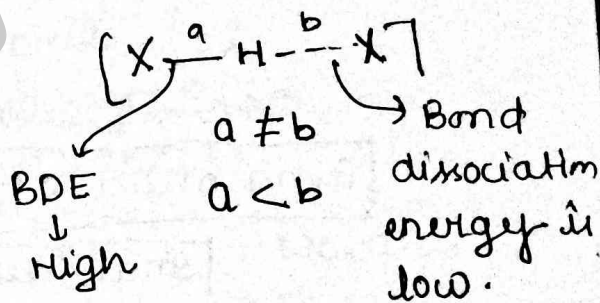 [X —a— H --b-- X]
a ≠ b
a < b
BDE
↓
High
Bond
dissociation
energy is
low.